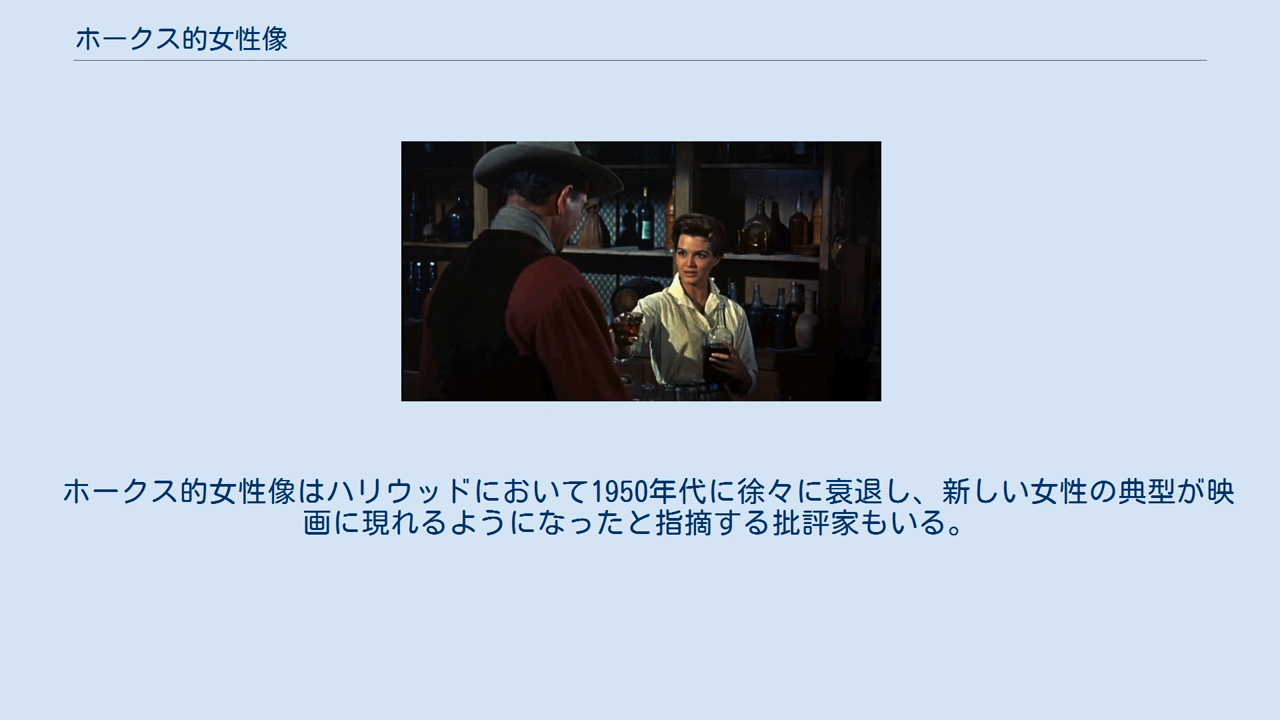 ホークス的女性像
ホークス的女性像はハリウッドにおいて1950年代に徐々に衰退し、新しい女性の典型が映
画に現れるようになったと指摘する批評家もいる。